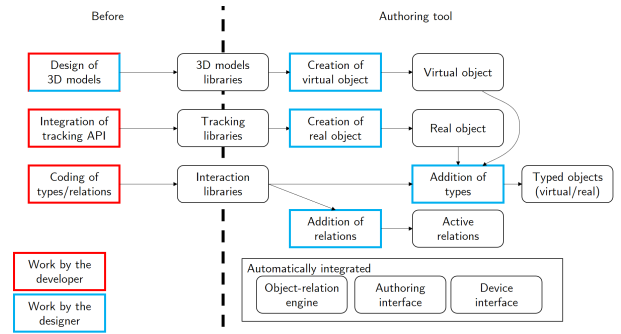 Before
Authoring tool
Design of
3D models
3D models
libraries
Creation of
virtual object
Virtual object
Integration of
tracking API
Tracking
libraries
Creation of
real object
Real object
Coding of
types/relations
Interaction
libraries
Addition of
types
Typed objects
(virtual/real)
Addition of
relations
Active
relations
Work by the
developer
Work by the
designer
Automatically integrated
Object-relation
engine
Authoring
interface
Device
interface